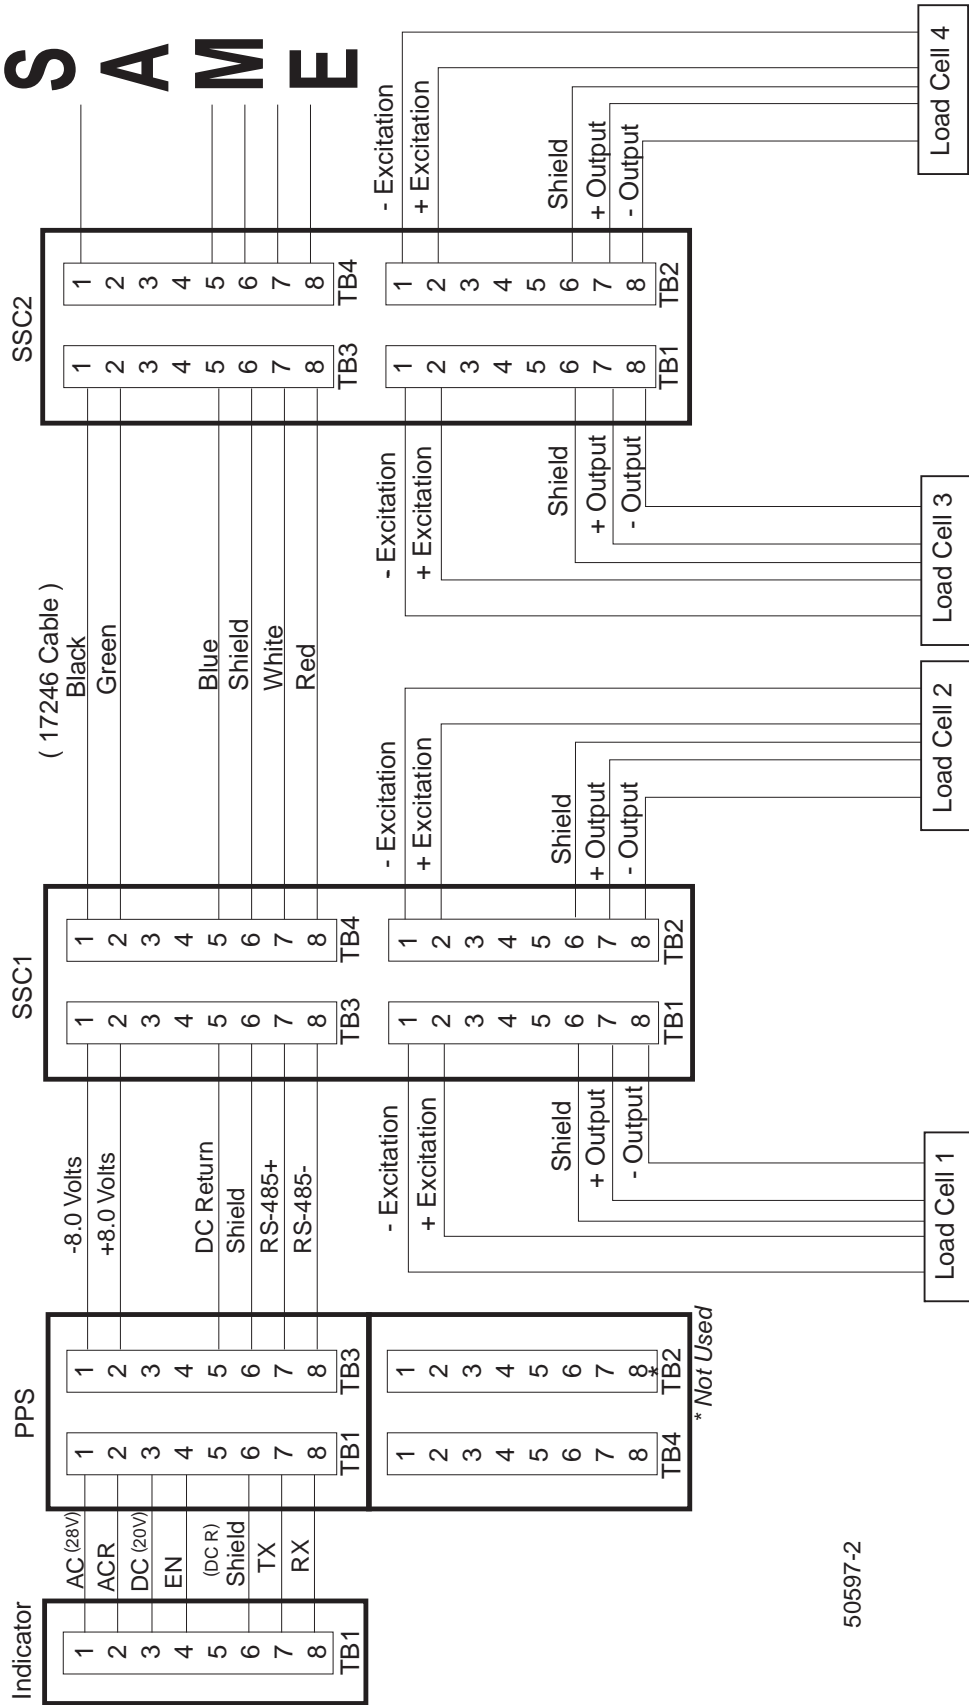 Indicator
1
2
3
4
5
6
7
8
TB1
AC (28V)
ACR
DC (20V)
EN
(DC R)
Shield
TX
RX
PPS
1
2
3
4
5
6
7
8
TB1
1
2
3
4
5
6
7
8
TB3
1
2
3
4
5
6
7
8
TB4
1
2
3
4
5
6
7
8
*
TB2
* Not Used
-8.0 Volts
+8.0 Volts
DC Return
Shield
RS-485+
RS-485-
SSC1
1
2
3
4
5
6
7
8
TB3
1
2
3
4
5
6
7
8
TB4
1
2
3
4
5
6
7
8
TB1
1
2
3
4
5
6
7
8
TB2
- Excitation
+ Excitation
Shield
+ Output
- Output
Load Cell 1
- Excitation
+ Excitation
Shield
+ Output
- Output
Load Cell 2
( 17246 Cable )
Black
Green
Blue
Shield
White
Red
SSC2
1
2
3
4
5
6
7
8
TB3
1
2
3
4
5
6
7
8
TB4
1
2
3
4
5
6
7
8
TB1
1
2
3
4
5
6
7
8
TB2
- Excitation
+ Excitation
Shield
+ Output
- Output
Load Cell 3
- Excitation
+ Excitation
Shield
+ Output
- Output
Load Cell 4
S
A
M
E
50597-2